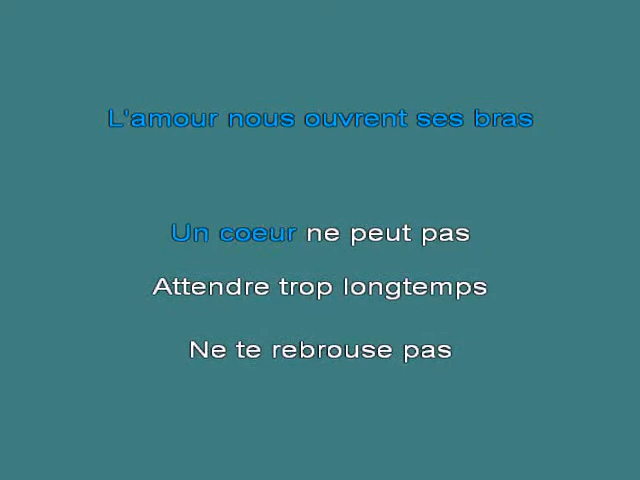 L'amour nous ouvrent ses bras
Un coeur ne peut pas
Attendre trop longtemps
Ne te rebrouse pas